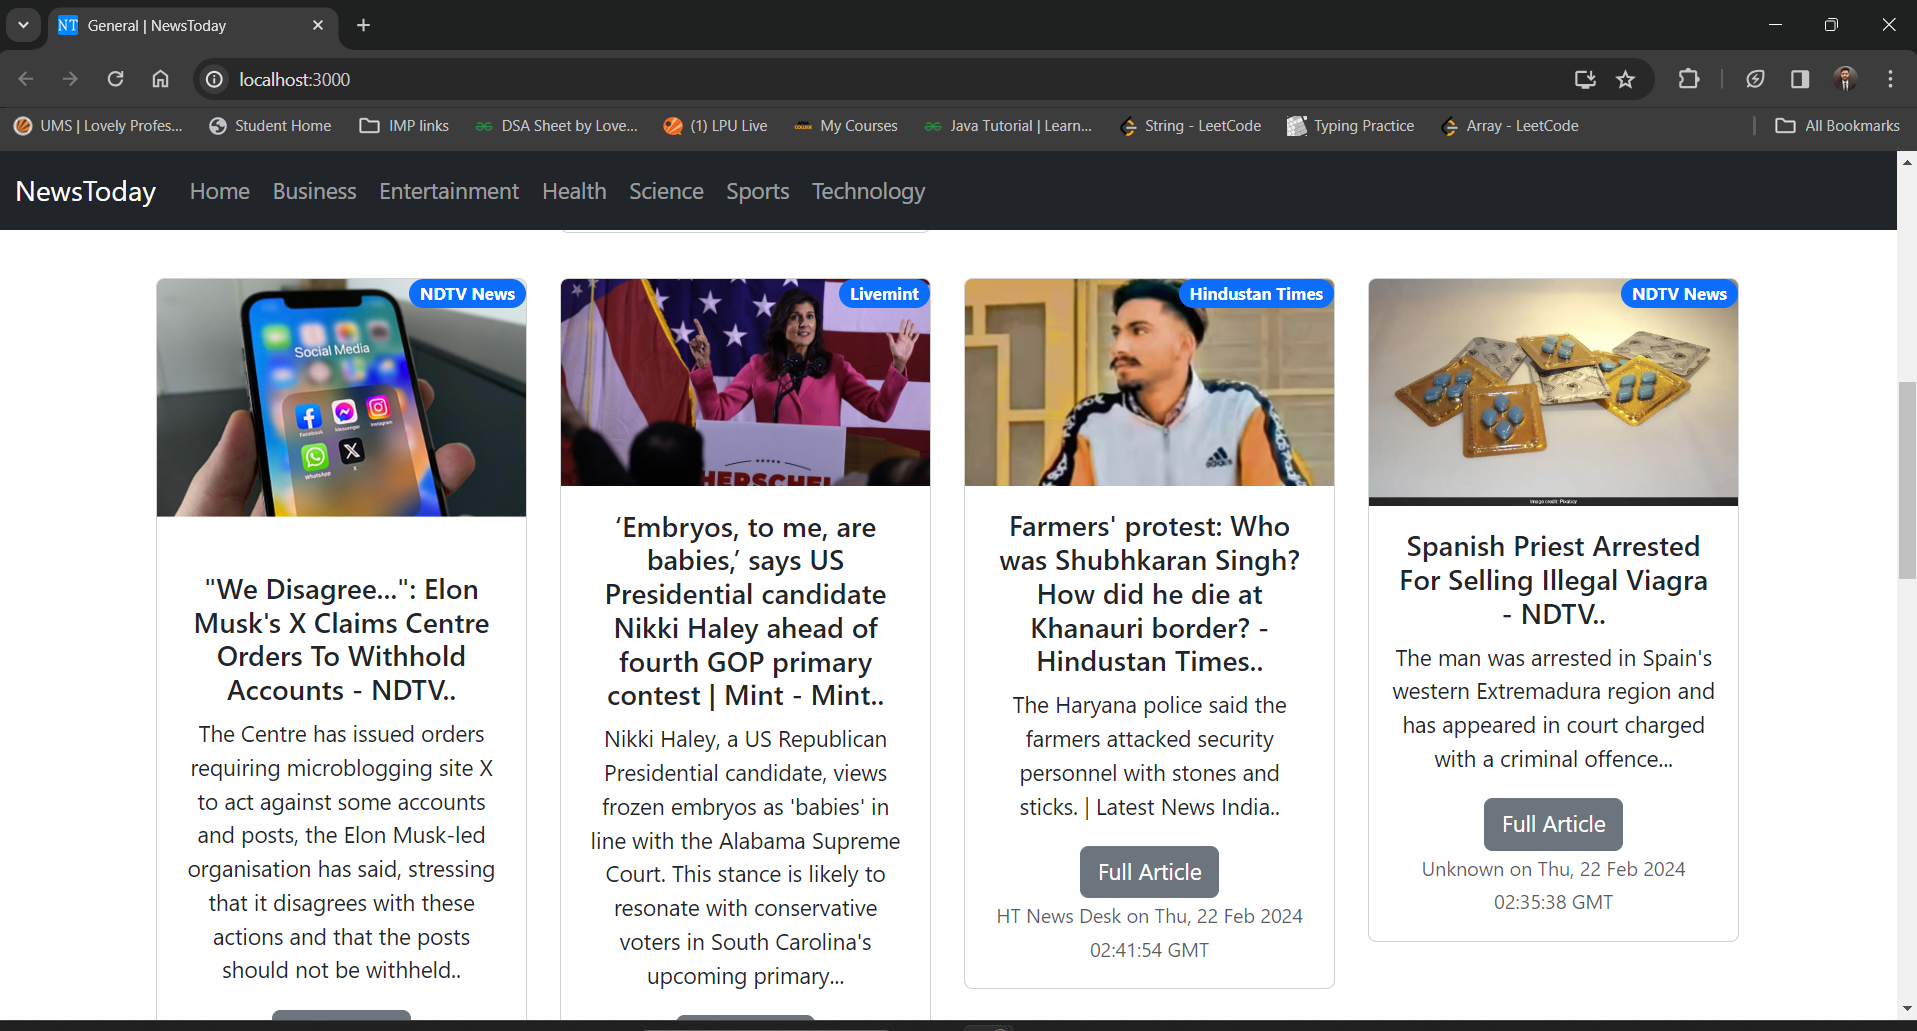 General | NewsToday
localhost:3000
UMS | Lovely Profes...
Student Home
IMP links
DSA Sheet by Love...
(1) LPU Live
My Courses
Java Tutorial | Learn...
String - LeetCode
Typing Practice
Array - LeetCode
All Bookmarks
NewsToday
Home
Business
Entertainment
Health
Science
Sports
Technology
NDTV News
Social Media
Facebook
Messenger
Instagram
WhatsApp
X
"We Disagree...": Elon
Musk's X Claims Centre
Orders To Withhold
Accounts - NDTV..
The Centre has issued orders
requiring microblogging site X
to act against some accounts
and posts, the Elon Musk-led
organisation has said, stressing
that it disagrees with these
actions and that the posts
should not be withheld..
Livemint
HERSCHEL
‘Embryos, to me, are
babies,’ says US
Presidential candidate
Nikki Haley ahead of
fourth GOP primary
contest | Mint - Mint..
Nikki Haley, a US Republican
Presidential candidate, views
frozen embryos as 'babies' in
line with the Alabama Supreme
Court. This stance is likely to
resonate with conservative
voters in South Carolina's
upcoming primary...
Hindustan Times
adidas
Farmers' protest: Who
was Shubhkaran Singh?
How did he die at
Khanauri border? -
Hindustan Times..
The Haryana police said the
farmers attacked security
personnel with stones and
sticks. | Latest News India..
Full Article
HT News Desk on Thu, 22 Feb 2024
02:41:54 GMT
NDTV News
Image credit: Pixabay
Spanish Priest Arrested
For Selling Illegal Viagra
- NDTV..
The man was arrested in Spain's
western Extremadura region and
has appeared in court charged
with a criminal offence...
Full Article
Unknown on Thu, 22 Feb 2024
02:35:38 GMT